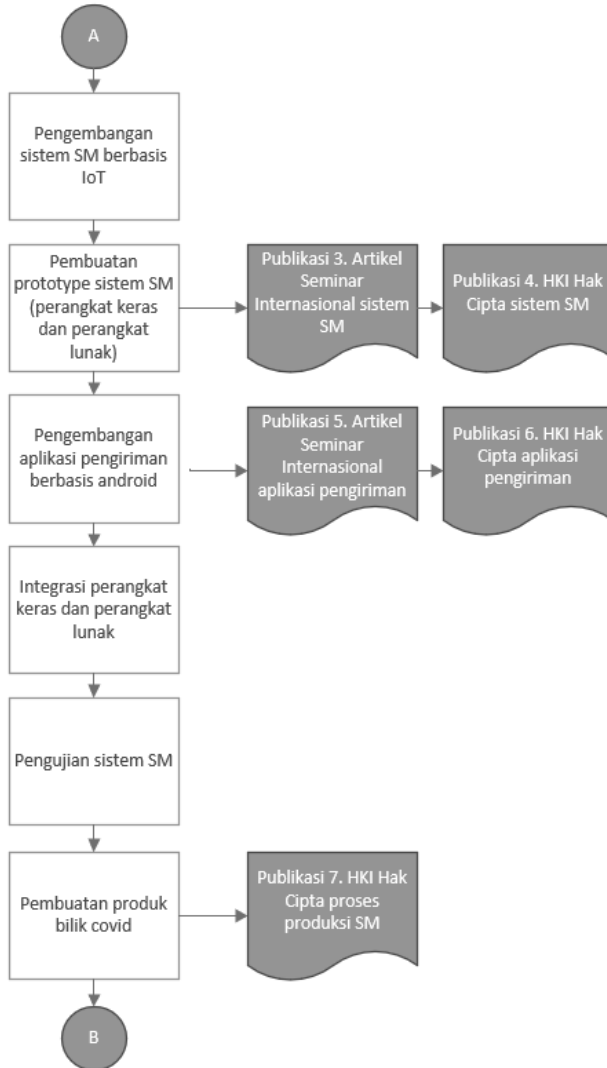 A
Pengembangan
sistem SM berbasis
IoT
Pembuatan
prototype sistem SM
(perangkat keras
dan perangkat
lunak)
Publikasi 3. Artikel
Seminar
Internasional sistem
SM
Publikasi 4. HKI Hak
Cipta sistem SM
Pengembangan
aplikasi pengiriman
berbasis android
Publikasi 5. Artikel
Seminar
Internasional
aplikasi pengiriman
Publikasi 6. HKI Hak
Cipta aplikasi
pengiriman
Integrasi perangkat
keras dan perangkat
lunak
Pengujian sistem SM
Pembuatan produk
bilik covid
Publikasi 7. HKI Hak
Cipta proses
produksi SM
B